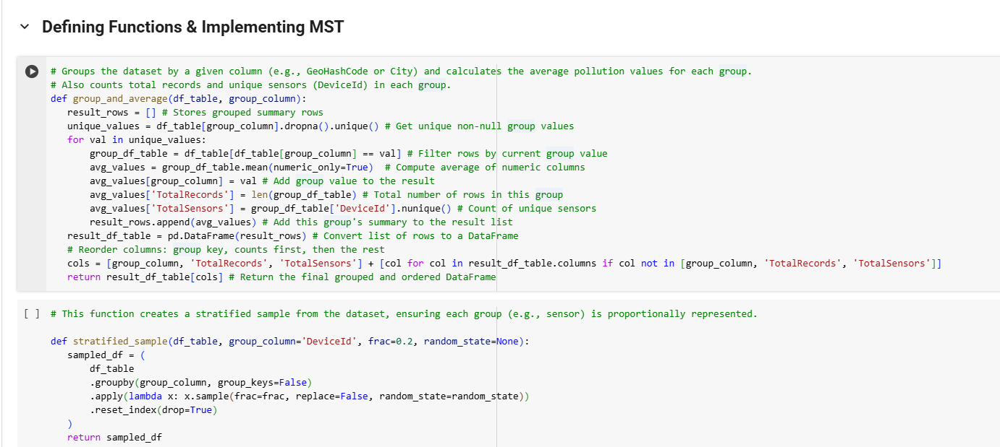 Defining Functions & Implementing MST
# Groups the dataset by a given column (e.g., GeoHashCode or City) and calculates the average pollution values for each group.
# Also counts total records and unique sensors (DeviceId) in each group.
def group_and_average(df_table, group_column):
   result_rows = [] # Stores grouped summary rows
   unique_values = df_table[group_column].dropna().unique() # Get unique non-null group values
   for val in unique_values:
       group_df_table = df_table[df_table[group_column] == val] # Filter rows by current group value
       avg_values = group_df_table.mean(numeric_only=True)  # Compute average of numeric columns
       avg_values[group_column] = val # Add group value to the result
       avg_values['TotalRecords'] = len(group_df_table) # Total number of rows in this group
       avg_values['TotalSensors'] = group_df_table['DeviceId'].nunique() # Count of unique sensors
       result_rows.append(avg_values) # Add this group's summary to the result list
   result_df_table = pd.DataFrame(result_rows) # Convert list of rows to a DataFrame
   # Reorder columns: group key, counts first, then the rest
   cols = [group_column, 'TotalRecords', 'TotalSensors'] + [col for col in result_df_table.columns if col not in [group_column, 'TotalRecords', 'TotalSensors']]
   return result_df_table[cols] # Return the final grouped and ordered DataFrame
[ ] # This function creates a stratified sample from the dataset, ensuring each group (e.g., sensor) is proportionally represented.
def stratified_sample(df_table, group_column='DeviceId', frac=0.2, random_state=None):
   sampled_df = (
       df_table
       .groupby(group_column, group_keys=False)
       .apply(lambda x: x.sample(frac=frac, replace=False, random_state=random_state))
       .reset_index(drop=True)
   )
   return sampled_df